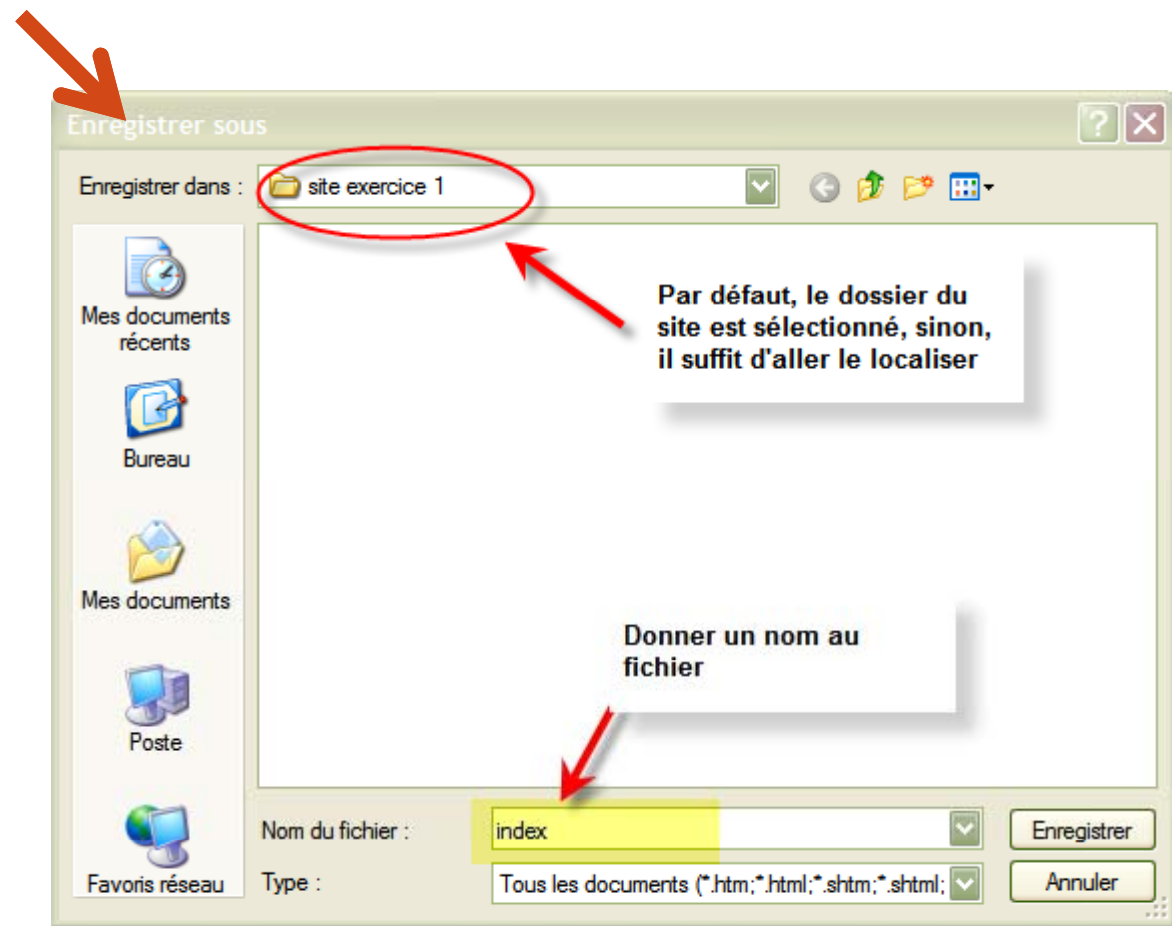 Enregistrer sous
Enregistrer dans :
site exercice 1
Mes documents
récents
Bureau
Mes documents
Poste
Favoris réseau
Par défaut, le dossier du
site est sélectionné, sinon,
il suffit d'aller le localiser
Donner un nom au
fichier
Nom du fichier :
index
Enregistrer
Type :
Tous les documents (*.htm;*.html;*.shtm;*.shtml;
Annuler